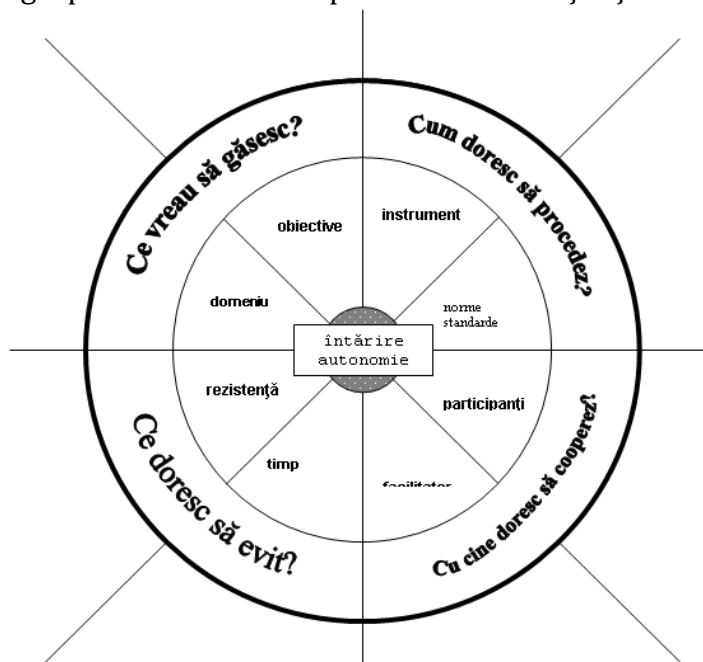 Ce vreau să găsesc?
Cum doresc să procedez?
obiective
instrument
domeniu
norme
standarde
întărire
autonomie
rezistenţă
participanţi
timp
Ce doresc să evit?
Cu cine doresc să cooperez?